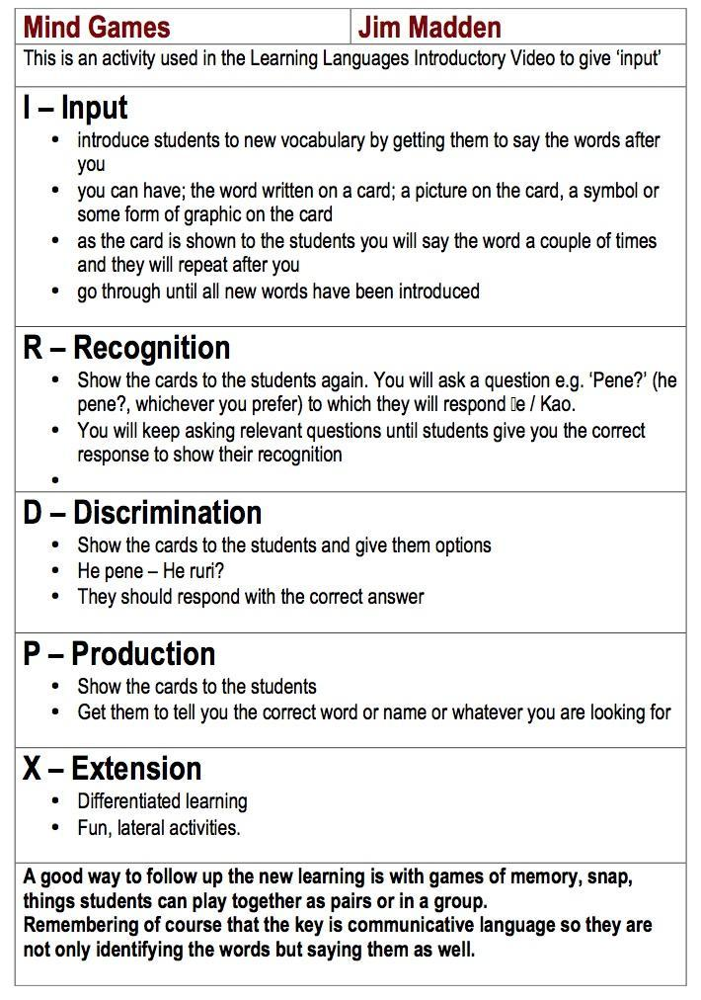 Mind Games
Jim Madden
This is an activity used in the Learning Languages Introductory Video to give ‘input’
I – Input
• introduce students to new vocabulary by getting them to say the words after
you
• you can have; the word written on a card; a picture on the card, a symbol or
some form of graphic on the card
• as the card is shown to the students you will say the word a couple of times
and they will repeat after you
• go through until all new words have been introduced
R – Recognition
• Show the cards to the students again. You will ask a question e.g. ‘Pene?’ (he
pene?, whichever you prefer) to which they will respond ▯e / Kao.
• You will keep asking relevant questions until students give you the correct
response to show their recognition
•
D – Discrimination
• Show the cards to the students and give them options
• He pene – He ruri?
• They should respond with the correct answer
P – Production
• Show the cards to the students
• Get them to tell you the correct word or name or whatever you are looking for
X – Extension
• Differentiated learning
• Fun, lateral activities.
A good way to follow up the new learning is with games of memory, snap,
things students can play together as pairs or in a group.
Remembering of course that the key is communicative language so they are
not only identifying the words but saying them as well.